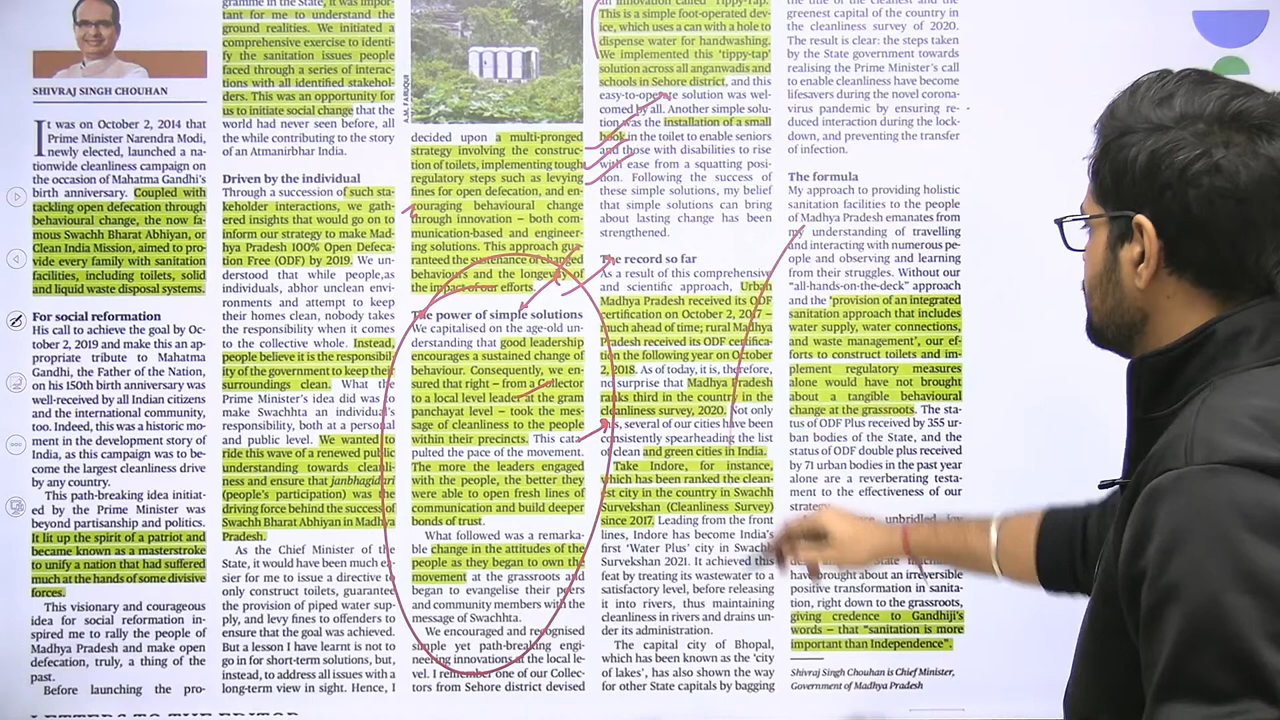 SHIVRAJ SINGH CHOUHAN
It was on October 2, 2014 that
Prime Minister Narendra Modi,
newly elected, launched a na-
tionwide cleanliness campaign on
the occasion of Mahatma Gandhi's
birth anniversary. Coupled with
tackling open defecation through
behavioural change, the now fa-
mous Swachh Bharat Abhiyan, or
Clean India Mission, aimed to pro-
vide every family with sanitation
facilities, including toilets, solid
and liquid waste disposal systems.
For social reformation
His call to achieve the goal by Oc-
tober 2, 2019 and make this an ap-
propriate tribute to Mahatma
Gandhi, the Father of the Nation,
on his 150th birth anniversary was
well-received by all Indian citizens
and the international community,
too. Indeed, this was a historic mo-
ment in the development story of
India, as this campaign was to be-
come the largest cleanliness drive
by any country.
This path-breaking idea initiat-
ed by the Prime Minister was
beyond partisanship and politics.
It lit up the spirit of a patriot and
became known as a masterstroke
to unify a nation that had suffered
much at the hands of some divisive
forces.
This visionary and courageous
idea for social reformation in-
spired me to rally the people of
Madhya Pradesh and make open
defecation, truly, a thing of the
past.
Before launching the pro-
gramme in the State, it was impor-
tant for me to understand the
ground realities. We initiated a
comprehensive exercise to identi-
fy the sanitation issues people
faced through a series of interac-
tions with all identified stakehol-
ders. This was an opportunity for
us to initiate social change that the
world had never seen before, all
the while contributing to the story
of an Atmanirbhar India.
Driven by the individual
Through a succession of such sta-
keholder interactions, we gath-
ered insights that would go on to
inform our strategy to make Mad-
hya Pradesh 100% Open Defeca-
tion Free (ODF) by 2019. We un-
derstood that while people,as
individuals, abhor unclean envi-
ronments and attempt to keep
their homes clean, nobody takes
the responsibility when it comes
to the collective whole. Instead,
people believe it is the responsibil-
ity of the government to keep their
surroundings clean. What the
Prime Minister's idea did was to
make Swachhta an individual's
responsibility, both at a personal
and public level. We wanted to
ride this wave of a renewed public
understanding towards cleanli-
ness and ensure that janbhagidari
(people's participation) was the
driving force behind the success of
Swachh Bharat Abhiyan in Madhya
Pradesh.
As the Chief Minister of the
State, it would have been much ea-
sier for me to issue a directive to
only construct toilets, guarantee
the provision of piped water sup-
ply, and levy fines to offenders to
ensure that the goal was achieved.
But a lesson I have learnt is not to
go in for short-term solutions, but,
instead, to address all issues with a
long-term view in sight. Hence, I
A.M. FARUQUI
decided upon a multi-pronged
strategy involving the construc-
tion of toilets, implementing tough
regulatory steps such as levying
fines for open defecation, and en-
couraging behavioural change
through innovation – both com-
munication-based and engineer-
ing solutions. This approach gua-
ranteed the sustenance of changed
behaviours and the longevity of
the impact of our efforts.
The power of simple solutions
We capitalised on the age-old un-
derstanding that good leadership
encourages a sustained change of
behaviour. Consequently, we en-
sured that right – from a Collector
to a local level leader at the gram
panchayat level – took the mes-
sage of cleanliness to the people
within their precincts. This cata-
pulted the pace of the movement.
The more the leaders engaged
with the people, the better they
were able to open fresh lines of
communication and build deeper
bonds of trust.
What followed was a remarka-
ble change in the attitudes of the
people as they began to own the
movement at the grassroots and
began to evangelise their peers
and community members with the
message of Swachhta.
We encouraged and recognised
simple yet path-breaking engi-
neering innovations at the local le-
vel. I remember one of our Collec-
tors from Sehore district devised
an innovation called 'Tippy-Tap.'
This is a simple foot-operated dev-
ice, which uses a can with a hole to
dispense water for handwashing.
We implemented this 'tippy-tap'
solution across all anganwadis and
schools in Sehore district, and this
easy-to-operate solution was wel-
comed by all. Another simple solu-
tion was the installation of a small
hook in the toilet to enable seniors
and those with disabilities to rise
with ease from a squatting posi-
tion. Following the success of
these simple solutions, my belief
that simple solutions can bring
about lasting change has been
strengthened.
The record so far
As a result of this comprehensive
and scientific approach, Urban
Madhya Pradesh received its ODF
certification on October 2, 2017 –
much ahead of time; rural Madhya
Pradesh received its ODF certifica-
tion the following year on October
2, 2018. As of today, it is, therefore,
no surprise that Madhya Pradesh
ranks third in the country in the
cleanliness survey, 2020. Not only
this, several of our cities have been
consistently spearheading the list
of clean and green cities in India.
Take Indore, for instance,
which has been ranked the clean-
est city in the country in Swachh
Survekshan (Cleanliness Survey)
since 2017. Leading from the front
lines, Indore has become India's
first 'Water Plus' city in Swachh
Survekshan 2021. It achieved this
feat by treating its wastewater to a
satisfactory level, before releasing
it into rivers, thus maintaining
cleanliness in rivers and drains un-
der its administration.
The capital city of Bhopal,
which has been known as the 'city
of lakes', has also shown the way
for other State capitals by bagging
the title of the cleanest and
greenest capital of the country in
the cleanliness survey of 2020.
The result is clear: the steps taken
by the State government towards
realising the Prime Minister's call
to enable cleanliness have become
lifesavers during the novel corona-
virus pandemic by ensuring re-
duced interaction during the lock-
down, and preventing the transfer
of infection.
The formula
My approach to providing holistic
sanitation facilities to the people
of Madhya Pradesh emanates from
my understanding of travelling
and interacting with numerous pe-
ople and observing and learning
from their struggles. Without our
"all-hands-on-the-deck" approach
and the 'provision of an integrated
sanitation approach that includes
water supply, water connections,
and waste management', our ef-
forts to construct toilets and im-
plement regulatory measures
alone would have not brought
about a tangible behavioural
change at the grassroots. The sta-
tus of ODF Plus received by 355 ur-
ban bodies of the State, and the
status of ODF double plus received
by 71 urban bodies in the past year
alone are a reverberating testa-
ment to the effectiveness of our
strategy.
unbridled joy
have brought about an irreversible
positive transformation in sanita-
tion, right down to the grassroots,
giving credence to Gandhiji's
words – that "sanitation is more
important than Independence".
Shivraj Singh Chouhan is Chief Minister,
Government of Madhya Pradesh
LETTERS TO THE EDITOR